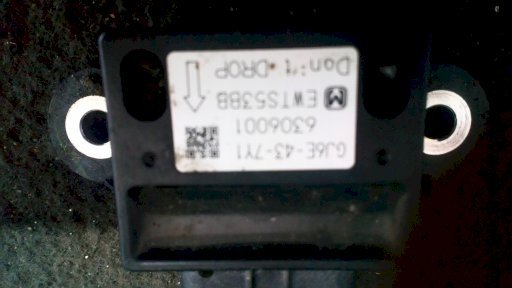 GJ6E-43-7Y1
6306001
EWTS53BB
Don't DROP